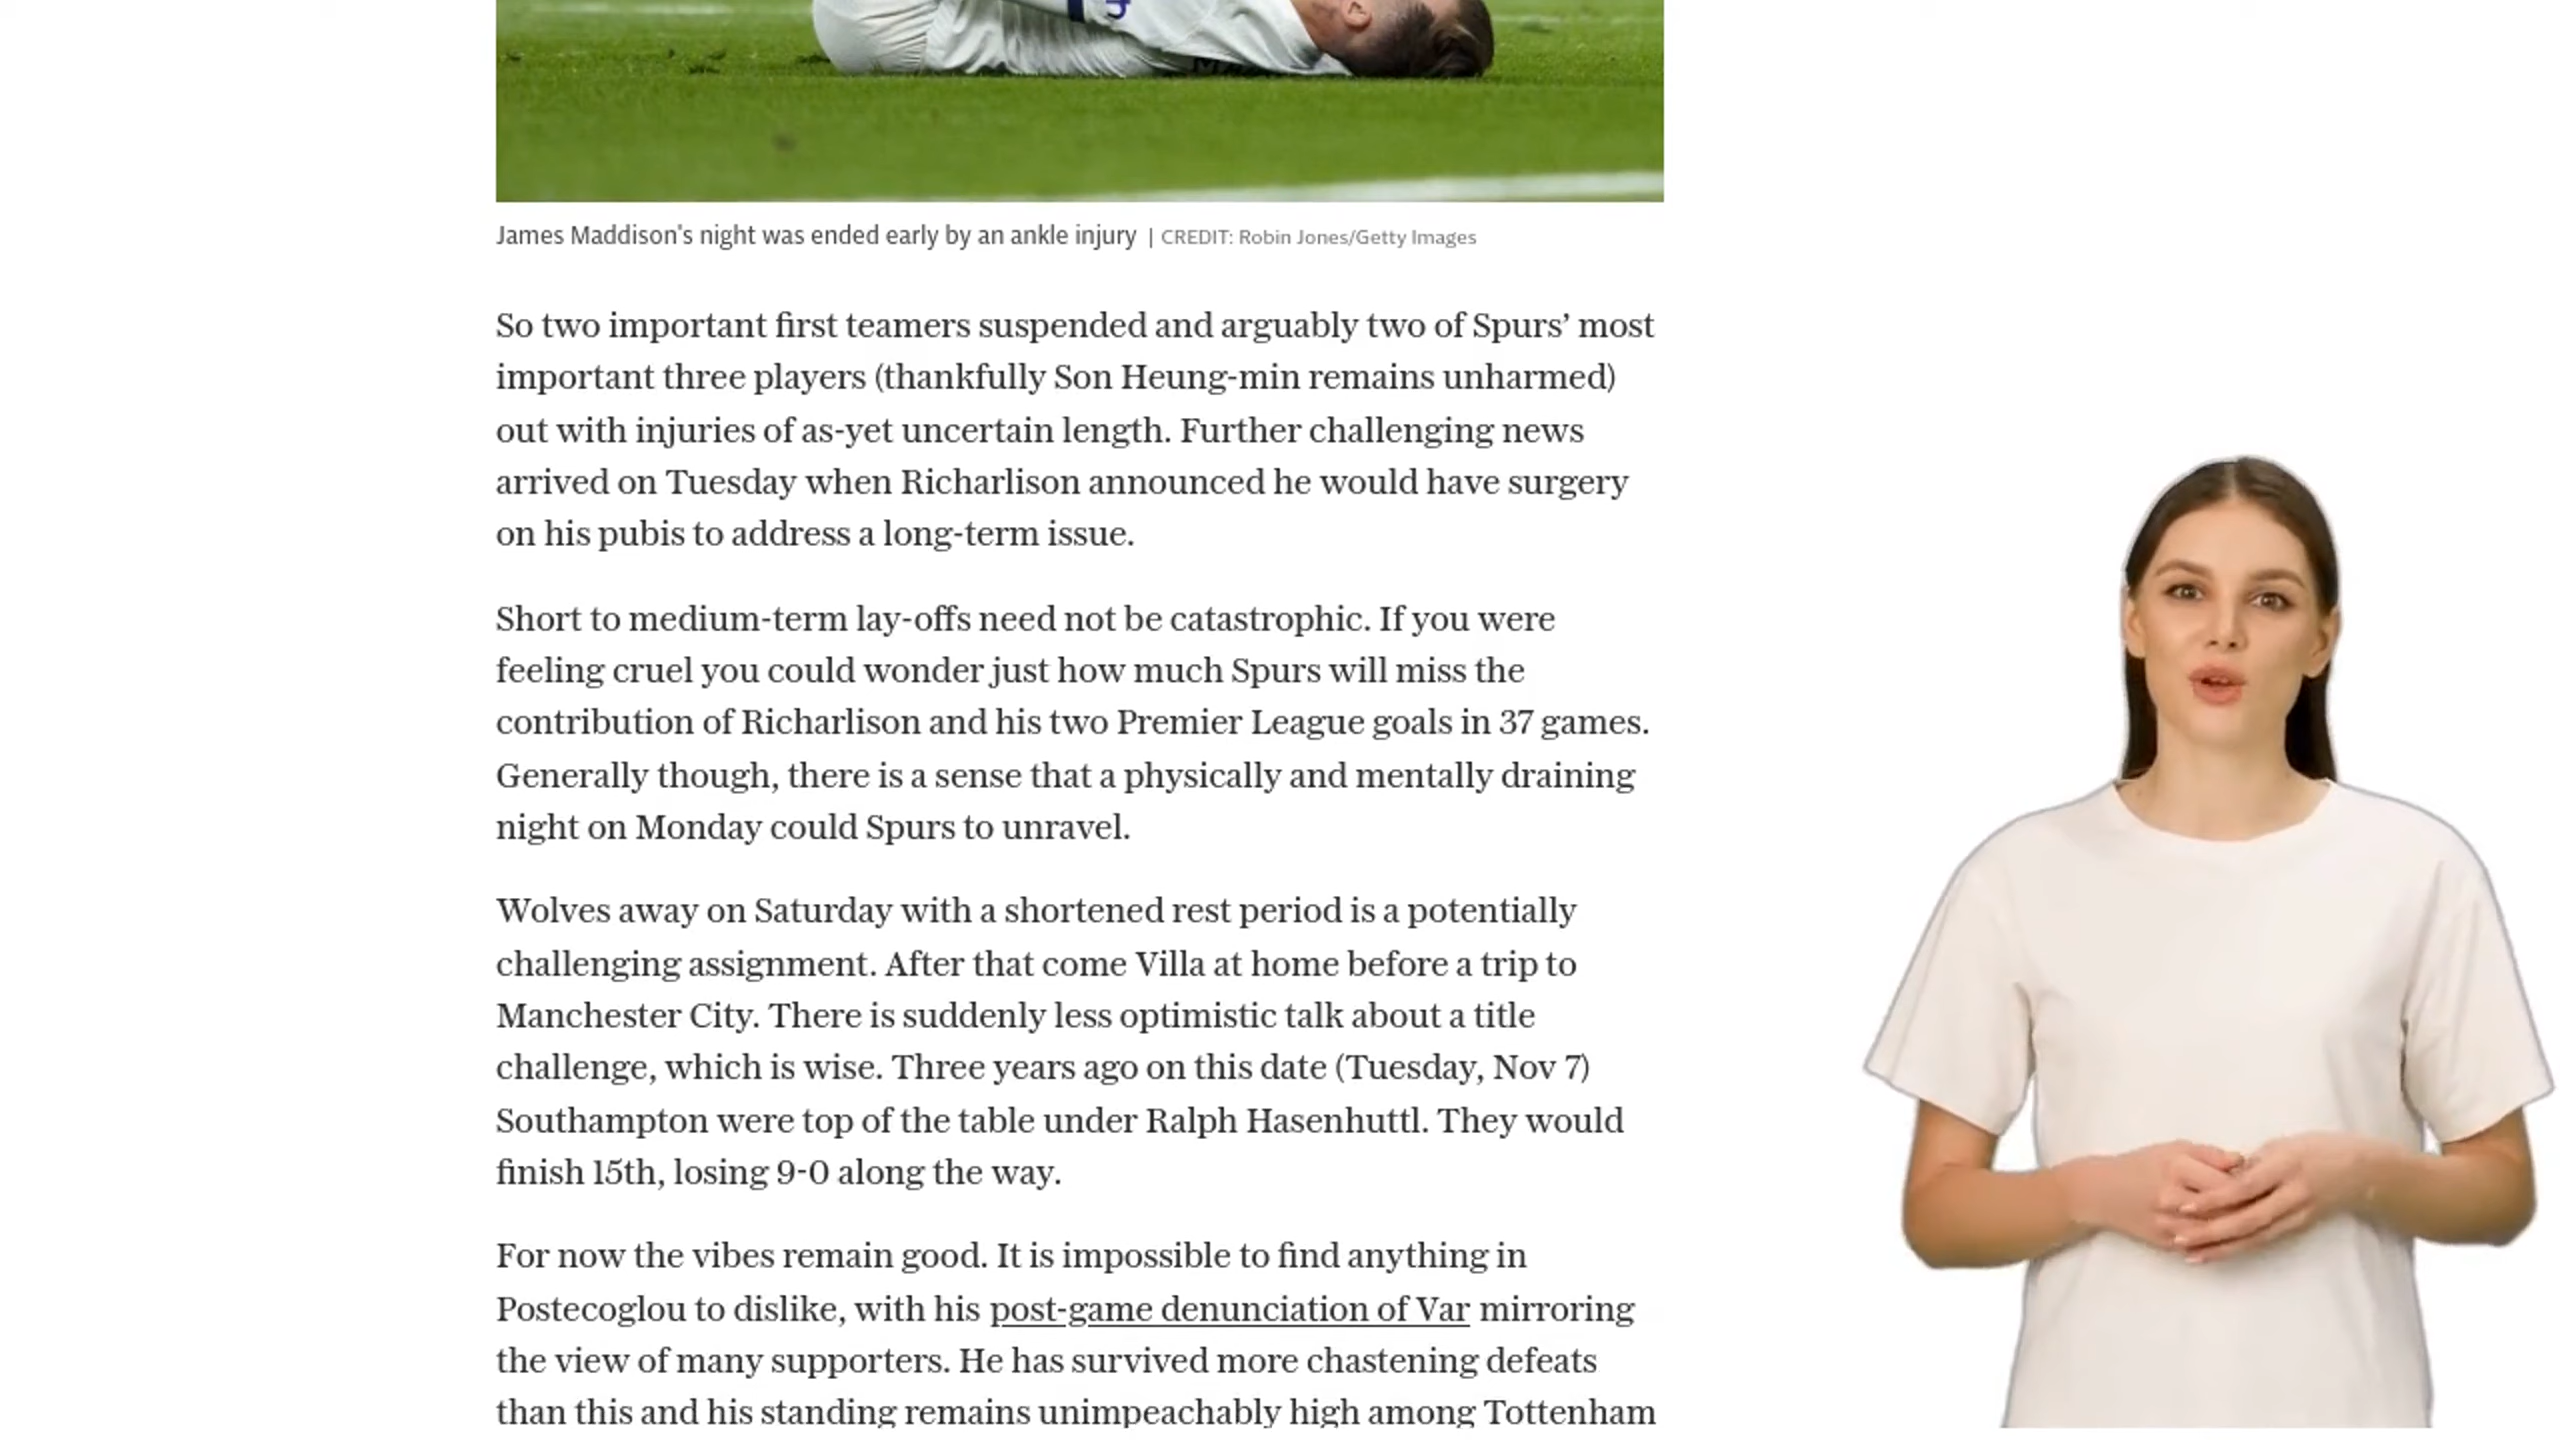 James Maddison's night was ended early by an ankle injury | CREDIT: Robin Jones/Getty Images
So two important first teamers suspended and arguably two of Spurs’ most
important three players (thankfully Son Heung-min remains unharmed)
out with injuries of as-yet uncertain length. Further challenging news
arrived on Tuesday when Richarlison announced he would have surgery
on his pubis to address a long-term issue.
Short to medium-term lay-offs need not be catastrophic. If you were
feeling cruel you could wonder just how much Spurs will miss the
contribution of Richarlison and his two Premier League goals in 37 games.
Generally though, there is a sense that a physically and mentally draining
night on Monday could Spurs to unravel.
Wolves away on Saturday with a shortened rest period is a potentially
challenging assignment. After that come Villa at home before a trip to
Manchester City. There is suddenly less optimistic talk about a title
challenge, which is wise. Three years ago on this date (Tuesday, Nov 7)
Southampton were top of the table under Ralph Hasenhuttl. They would
finish 15th, losing 9-0 along the way.
For now the vibes remain good. It is impossible to find anything in
Postecoglou to dislike, with his post-game denunciation of Var mirroring
the view of many supporters. He has survived more chastening defeats
than this and his standing remains unimpeachably high among Tottenham